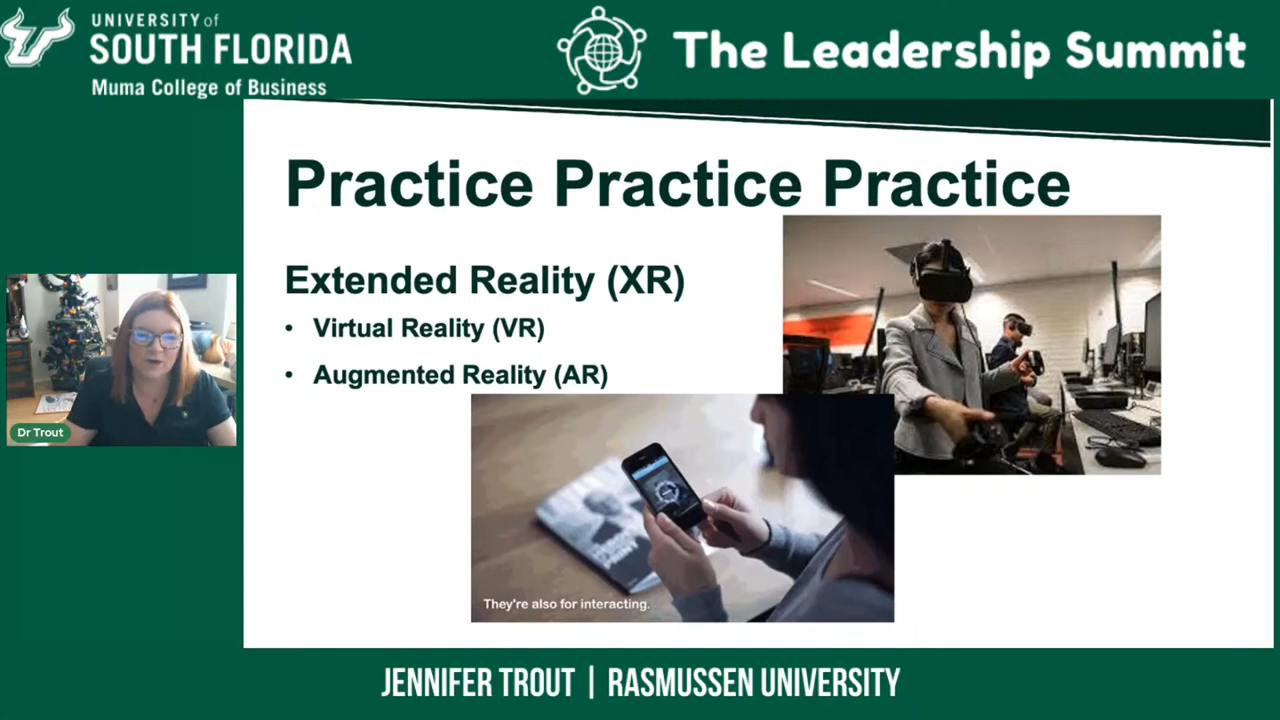 UNIVERSITY of
SOUTH FLORIDA
Muma College of Business
The Leadership Summit
Practice Practice Practice
Extended Reality (XR)
• Virtual Reality (VR)
• Augmented Reality (AR)
Dr Trout
They're also for interacting.
JENNIFER TROUT | RASMUSSEN UNIVERSITY